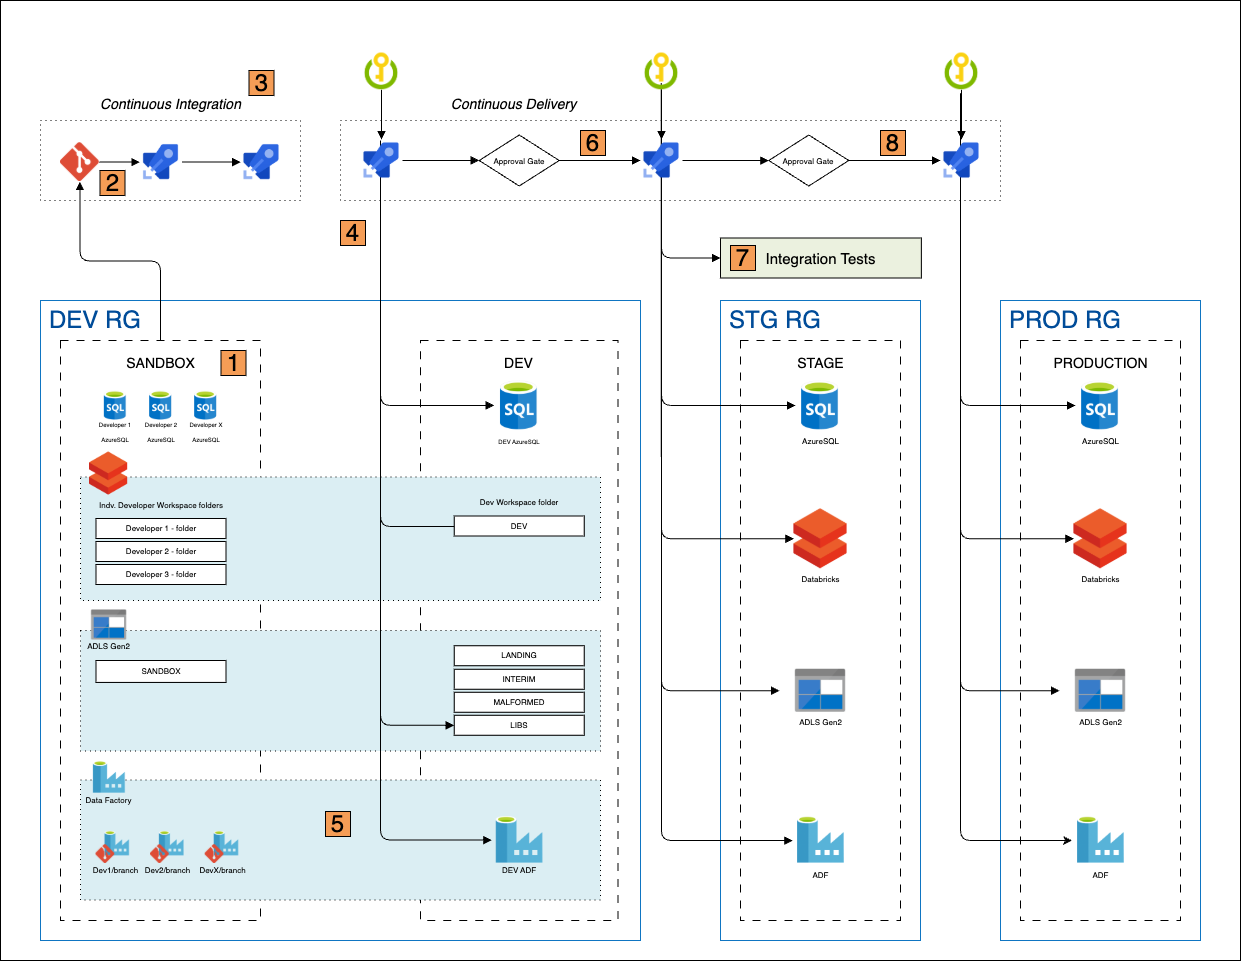 3
Continuous Integration
Continuous Delivery
2
Approval Gate
6
Approval Gate
8
4
7 Integration Tests
DEV RG
STG RG
PROD RG
SANDBOX
1
DEV
STAGE
PRODUCTION
SQL
SQL
SQL
Developer 1
Developer 2
Developer X
AzureSQL
AzureSQL
AzureSQL
SQL
DEV AzureSQL
SQL
AzureSQL
SQL
AzureSQL
Indv. Developer Workspace folders
Developer 1 - folder
Developer 2 - folder
Developer 3 - folder
Dev Workspace folder
DEV
Databricks
Databricks
ADLS Gen2
SANDBOX
LANDING
INTERIM
MALFORMED
LIBS
ADLS Gen2
ADLS Gen2
Data Factory
5
Dev1/branch
Dev2/branch
DevX/branch
DEV ADF
ADF
ADF